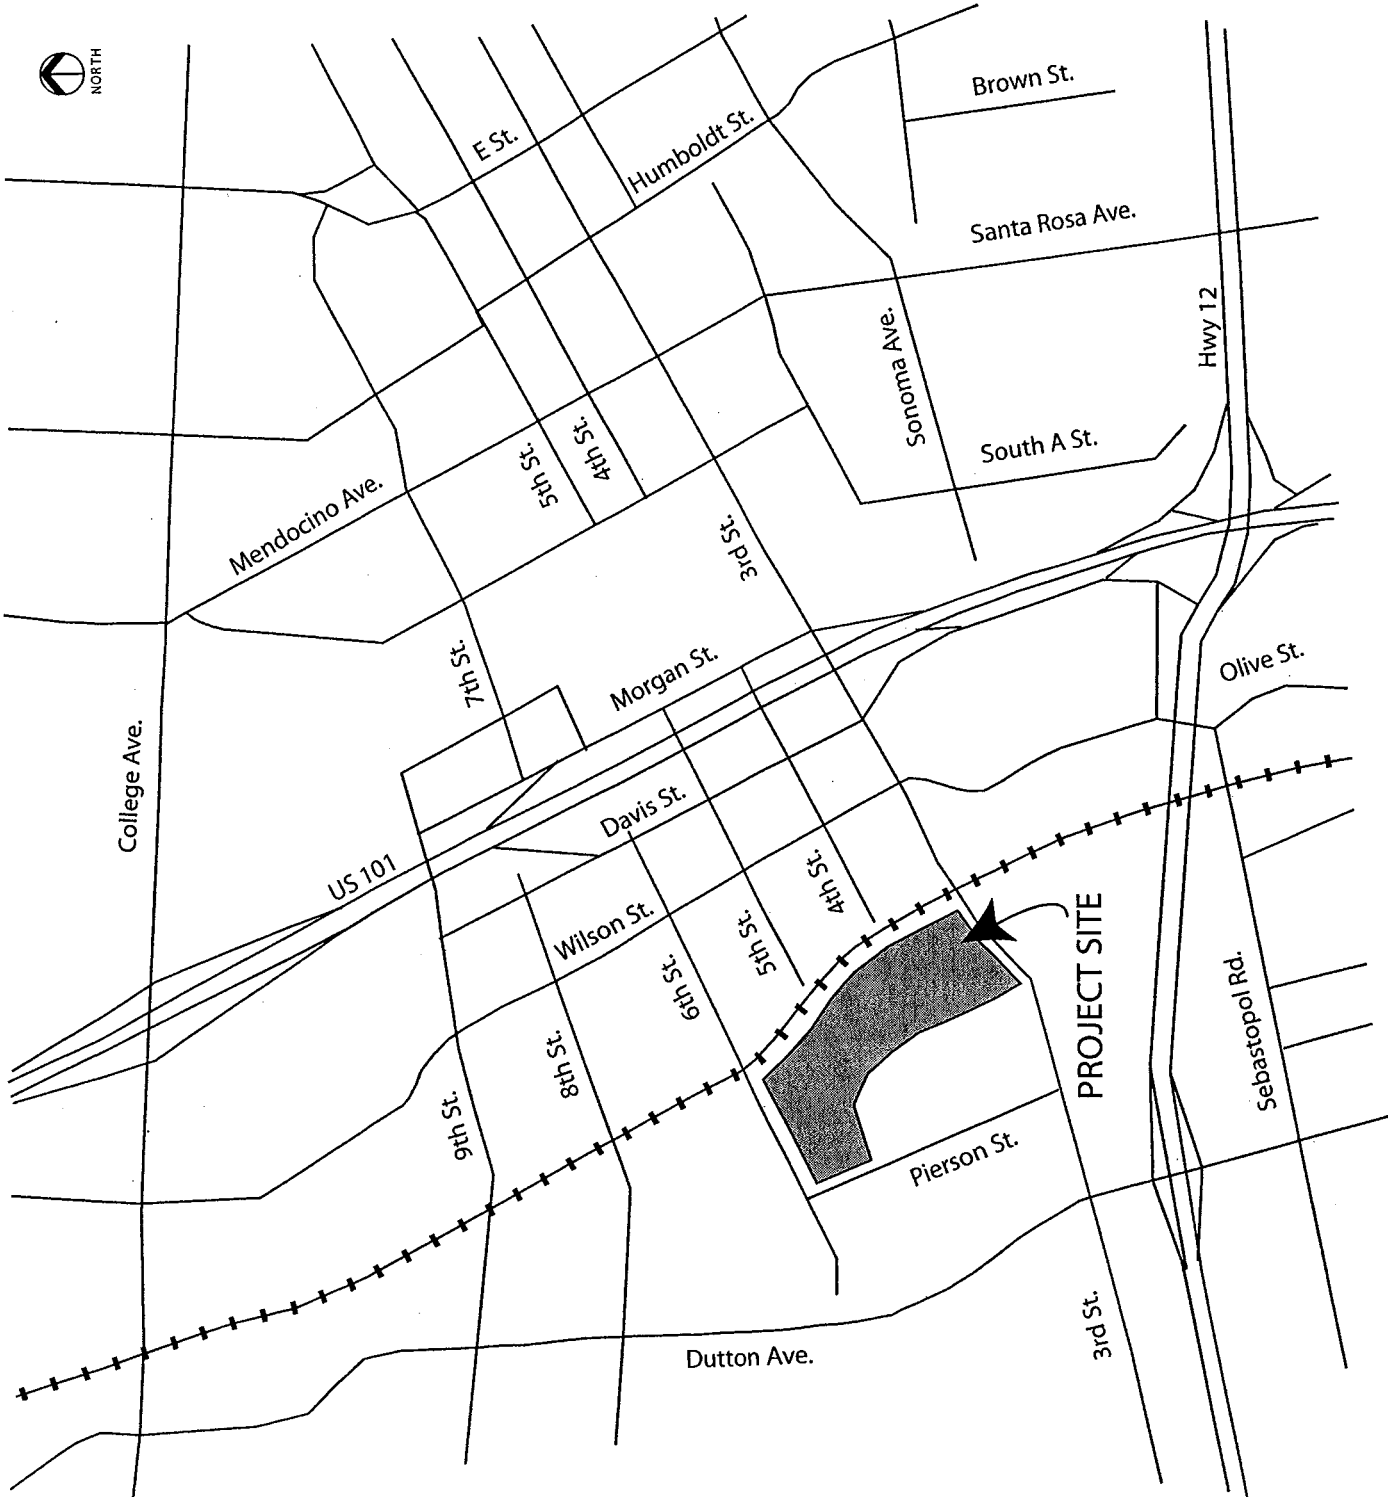 NORTH
Brown St.
E St.
Humboldt St.
Santa Rosa Ave.
Hwy 12
Sonoma Ave.
South A St.
4th St.
5th St.
Mendocino Ave.
3rd St.
7th St.
Morgan St.
Olive St.
College Ave.
Davis St.
US 101
4th St.
Wilson St.
5th St.
6th St.
PROJECT SITE
Sebastopol Rd.
8th St.
9th St.
Pierson St.
3rd St.
Dutton Ave.